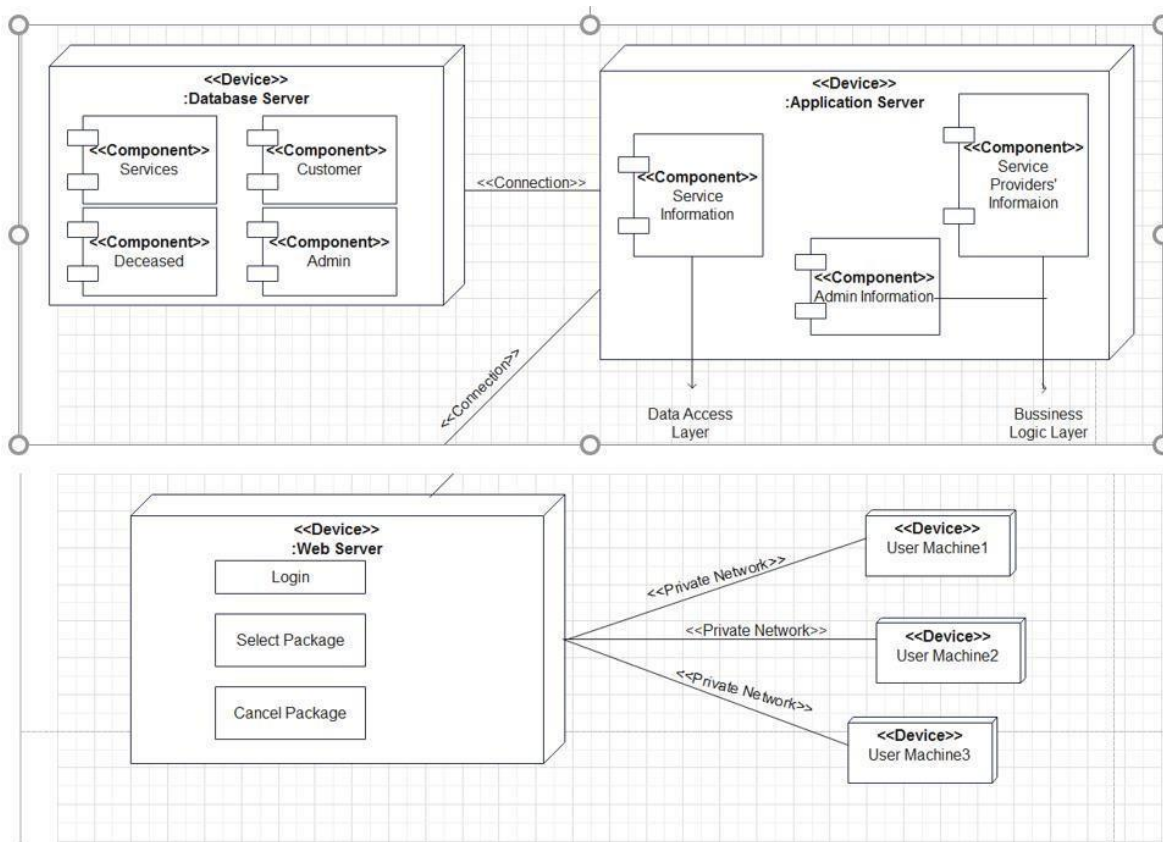 <<Device>>
:Database Server
<<Component>>
Services
<<Component>>
Customer
<<Component>>
Deceased
<<Component>>
Admin
<<Connection>>
<<Device>>
:Application Server
<<Component>>
Service
Information
<<Component>>
Service
Providers'
Informaion
<<Component>>
Admin Information
<<Connection>>
Data Access
Layer
Bussiness
Logic Layer
<<Device>>
:Web Server
Login
Select Package
Cancel Package
<<Private Network>>
<<Private Network>>
<<Private Network>>
<<Device>>
User Machine1
<<Device>>
User Machine2
<<Device>>
User Machine3